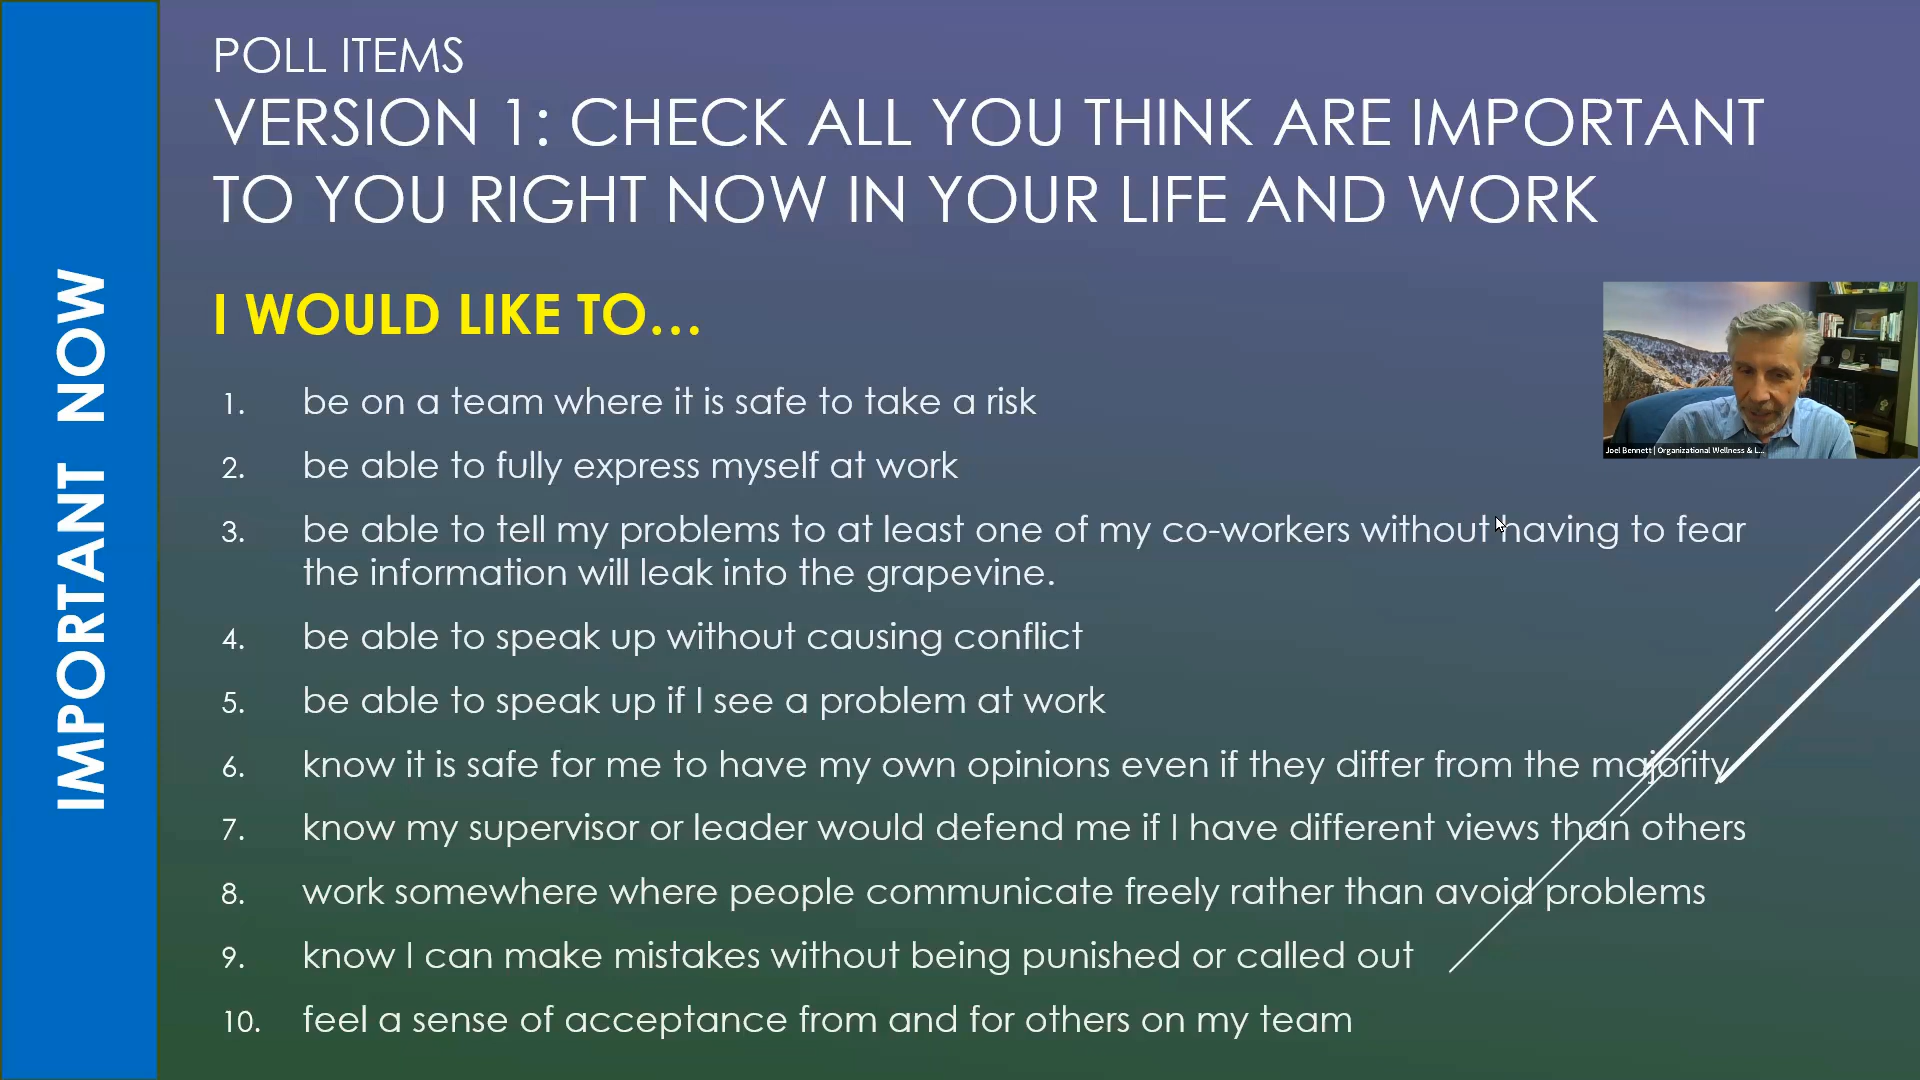 POLL ITEMS
VERSION 1: CHECK ALL YOU THINK ARE IMPORTANT
TO YOU RIGHT NOW IN YOUR LIFE AND WORK
IMPORTANT NOW
I WOULD LIKE TO...
1. be on a team where it is safe to take a risk
2. be able to fully express myself at work
3. be able to tell my problems to at least one of my co-workers without having to fear
the information will leak into the grapevine.
4. be able to speak up without causing conflict
5. be able to speak up if I see a problem at work
6. know it is safe for me to have my own opinions even if they differ from the majority
7. know my supervisor or leader would defend me if I have different views than others
8. work somewhere where people communicate freely rather than avoid problems
9. know I can make mistakes without being punished or called out
10. feel a sense of acceptance from and for others on my team
Joel Bennett | Organizational Wellness & L...